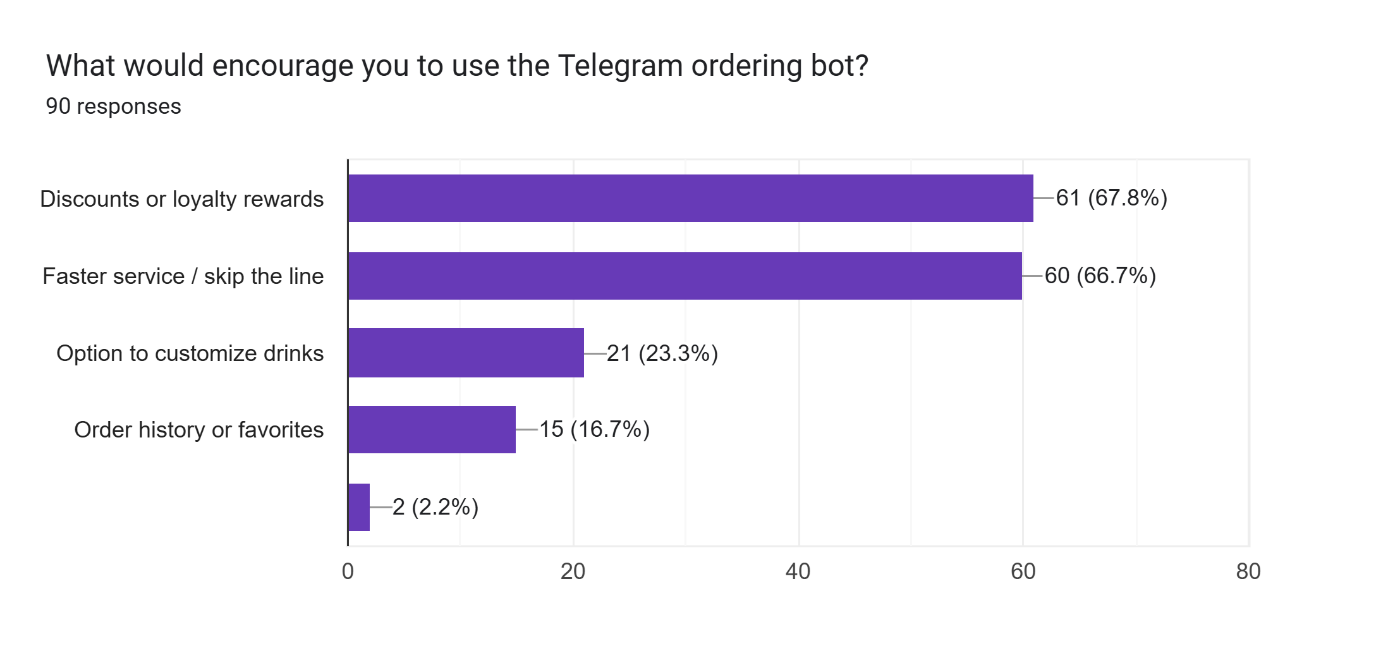 What would encourage you to use the Telegram ordering bot?
90 responses
Discounts or loyalty rewards 61 (67.8%)
Faster service / skip the line 60 (66.7%)
Option to customize drinks 21 (23.3%)
Order history or favorites 15 (16.7%)
2 (2.2%)
0 20 40 60 80